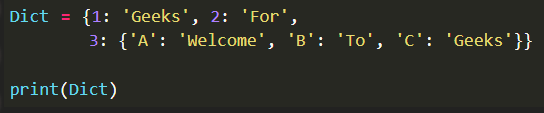 Dict = {1: 'Geeks', 2: 'For',
        3: {'A': 'Welcome', 'B': 'To', 'C': 'Geeks'}}
print(Dict)